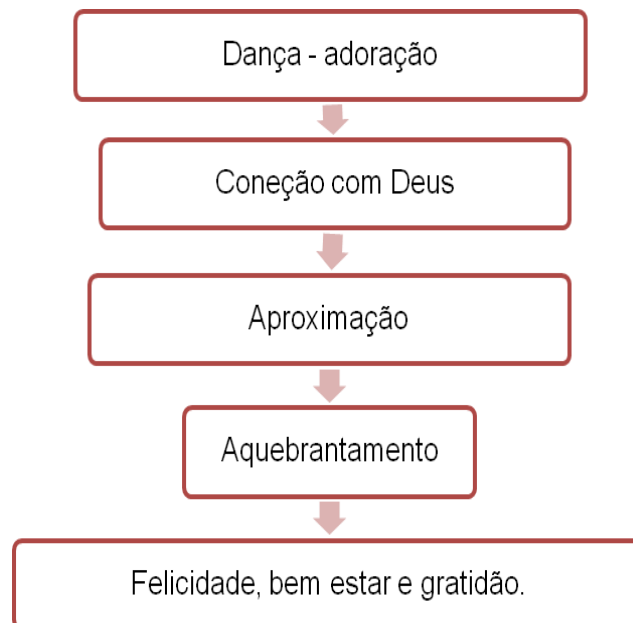 Dança - adoração
Coneção com Deus
Aproximação
Aquebrantamento
Felicidade, bem estar e gratidão.